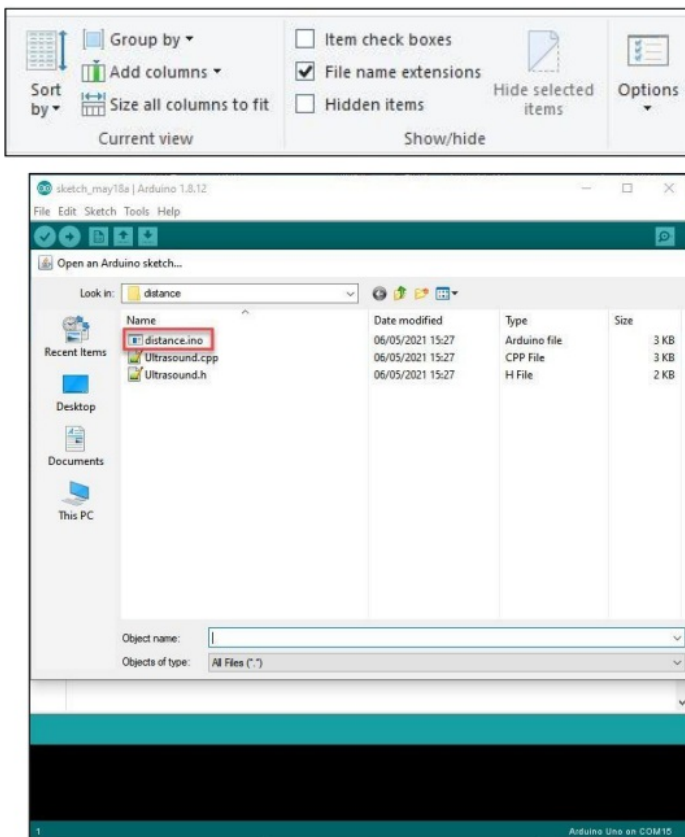 Group by
Item check boxes
Add columns
File name extensions
Sort by
Size all columns to fit
Hidden items
Hide selected items
Options
Current view
Show/hide
sketch_may18a | Arduino 1.8.12
File Edit Sketch Tools Help
Open an Arduino sketch...
Look in: distance
Name Date modified Type Size
distance.ino 06/05/2021 15:27 Arduino file 3 KB
Ultrasound.cpp 06/05/2021 15:27 CPP File 3 KB
Ultrasound.h 06/05/2021 15:27 H File 2 KB
Recent Items
Desktop
Documents
This PC
Object name:
Objects of type: All Files (*.*)
1 Arduino Uno on COM15